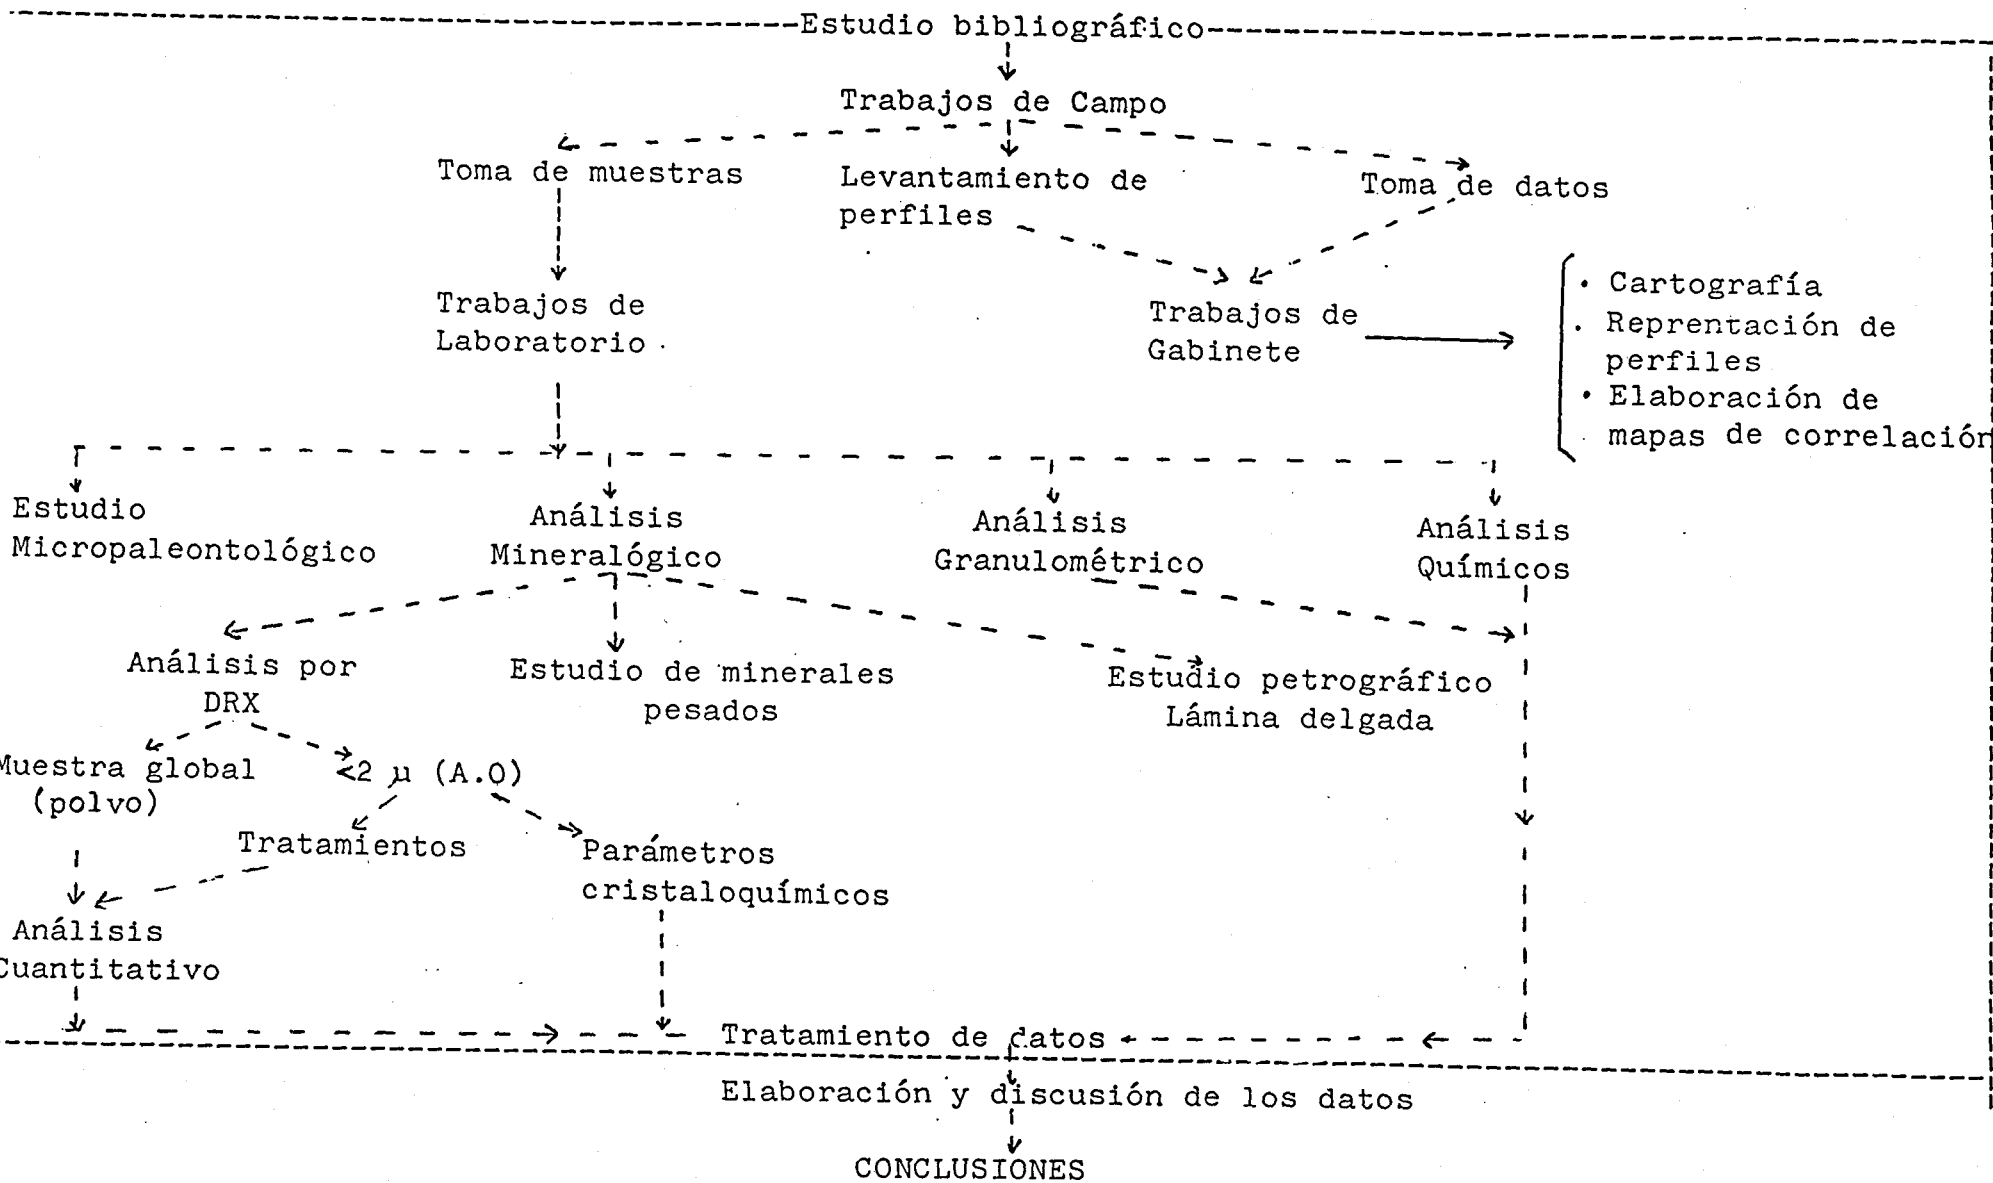 Estudio bibliográfico
Trabajos de Campo
Toma de muestras
Levantamiento de
perfiles
Toma de datos
Trabajos de
Laboratorio
Trabajos de
Gabinete
· Cartografía
· Reprentación de
perfiles
· Elaboración de
mapas de correlación
Estudio
Micropaleontológico
Análisis
Mineralógico
Análisis
Granulométrico
Análisis
Químicos
Análisis por
DRX
Estudio de minerales
pesados
Estudio petrográfico
Lámina delgada
Muestra global
(polvo)
<2 µ (A.O)
Tratamientos
Parámetros
cristaloquímicos
Análisis
Cuantitativo
Tratamiento de datos
Elaboración y discusión de los datos
CONCLUSIONES